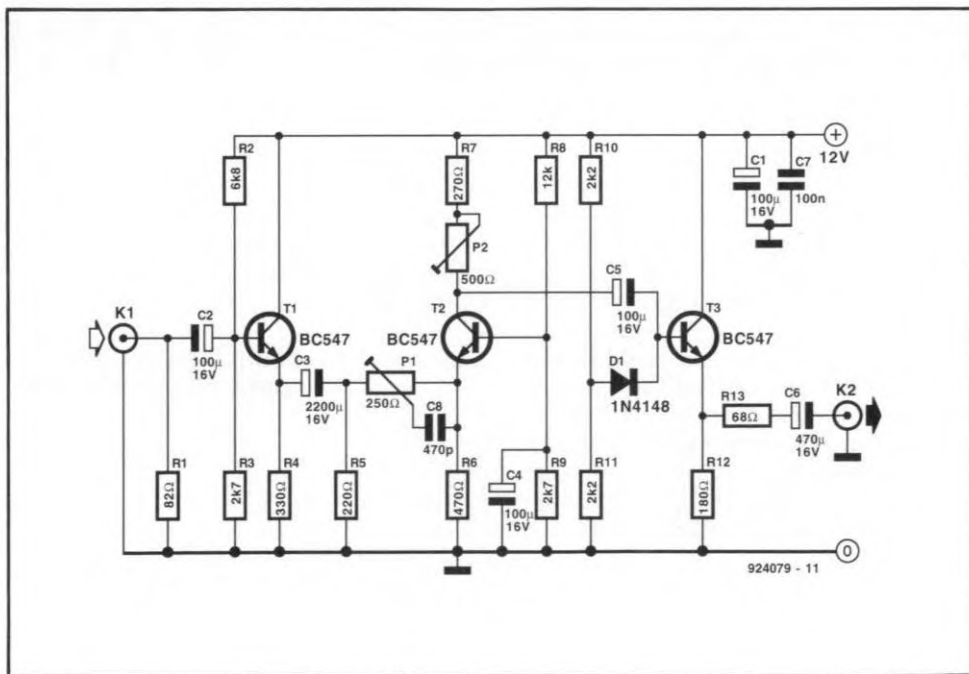 R2
6k8
R7
270Ω
R8
12k
R10
2k2
C1
100µ
16V
C7
100n
+
12V
P2
500Ω
K1
C2
100µ
16V
T1
BC547
C3
2200µ
16V
P1
250Ω
C8
470p
T2
BC547
C5
100µ
16V
D1
1N4148
T3
BC547
R13
68Ω
C6
470µ
16V
K2
R1
82Ω
R3
2k7
R4
330Ω
R5
220Ω
R6
470Ω
C4
100µ
16V
R9
2k7
R11
2k2
R12
180Ω
0
924079 - 11